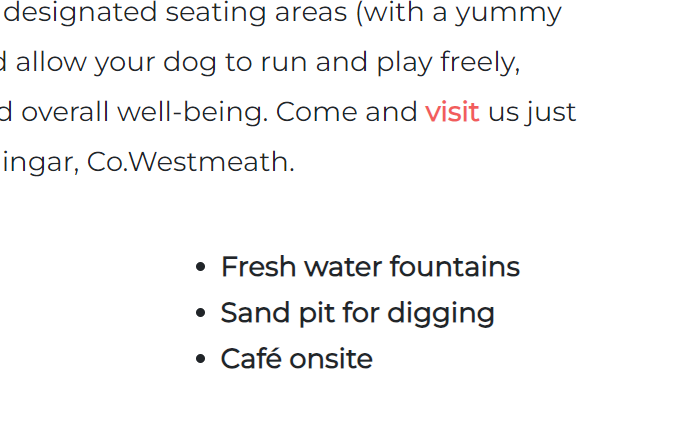 designated seating areas (with a yummy
allow your dog to run and play freely,
overall well-being. Come and visit us just
ingar, Co.Westmeath.
• Fresh water fountains
• Sand pit for digging
• Café onsite